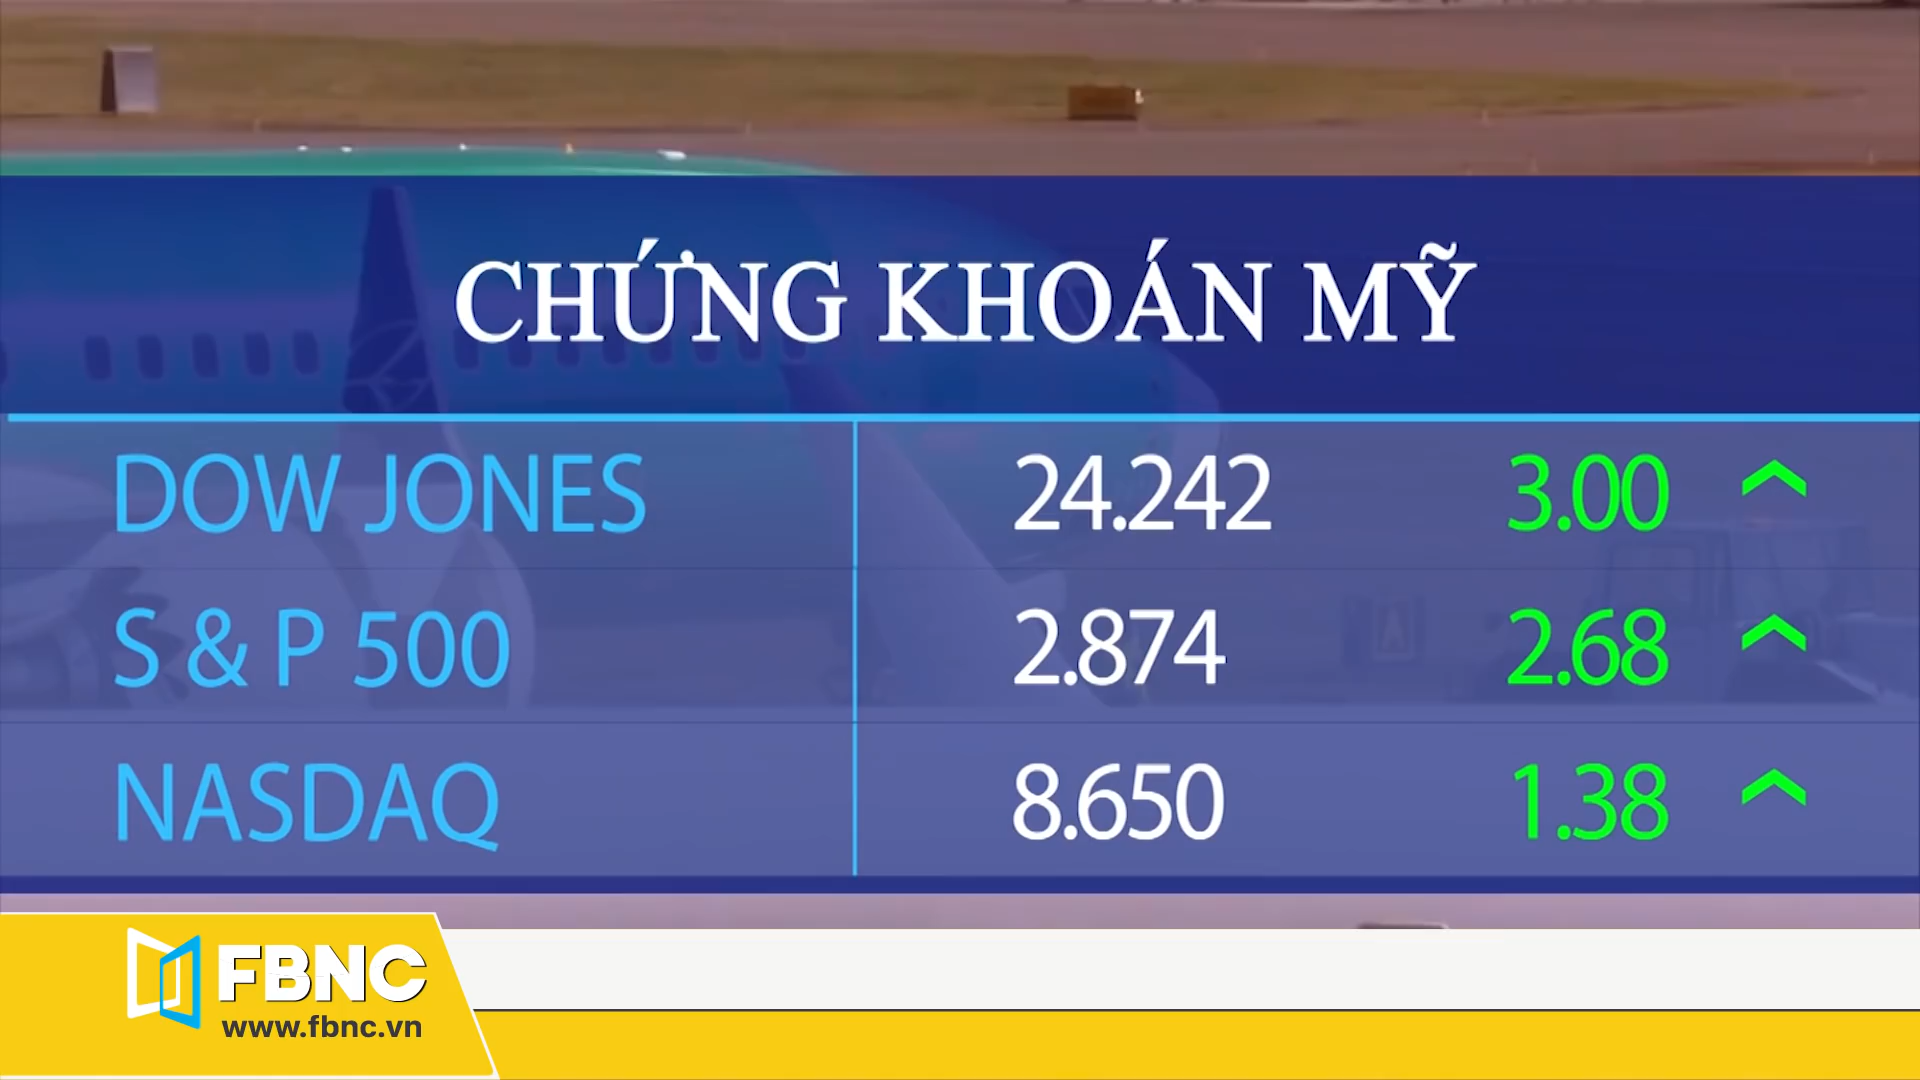 CHỨNG KHOÁN MỸ
DOW JONES 24.242 3.00
S & P 500 2.874 2.68
NASDAQ 8.650 1.38
FBNC
www.fbnc.vn